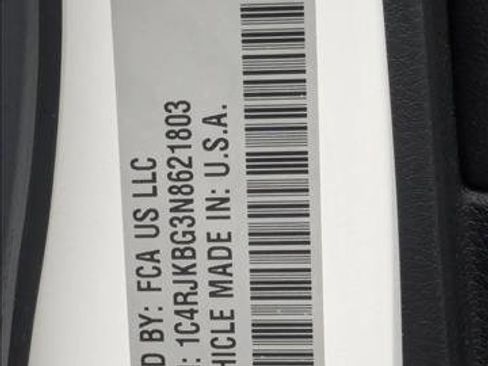 D BY: FCA US LLC
: 1C4RJKBG3N8621803
HICLE MADE IN: U.S.A.